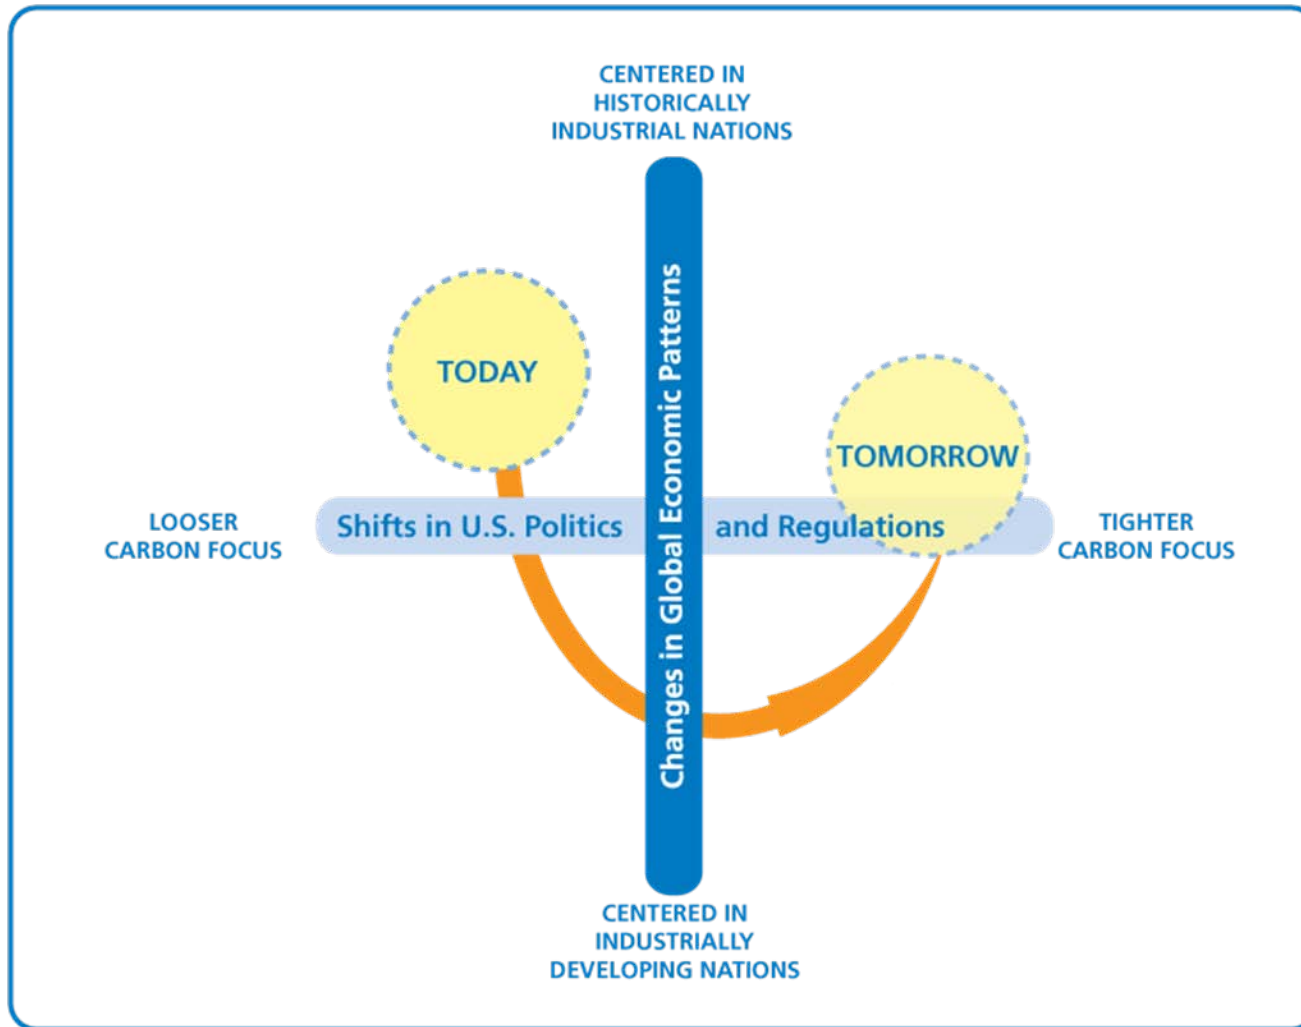 CENTERED IN
HISTORICALLY
INDUSTRIAL NATIONS
TODAY
TOMORROW
Changes in Global Economic Patterns
LOOSER
CARBON FOCUS
Shifts in U.S. Politics and Regulations
TIGHTER
CARBON FOCUS
CENTERED IN
INDUSTRIALLY
DEVELOPING NATIONS